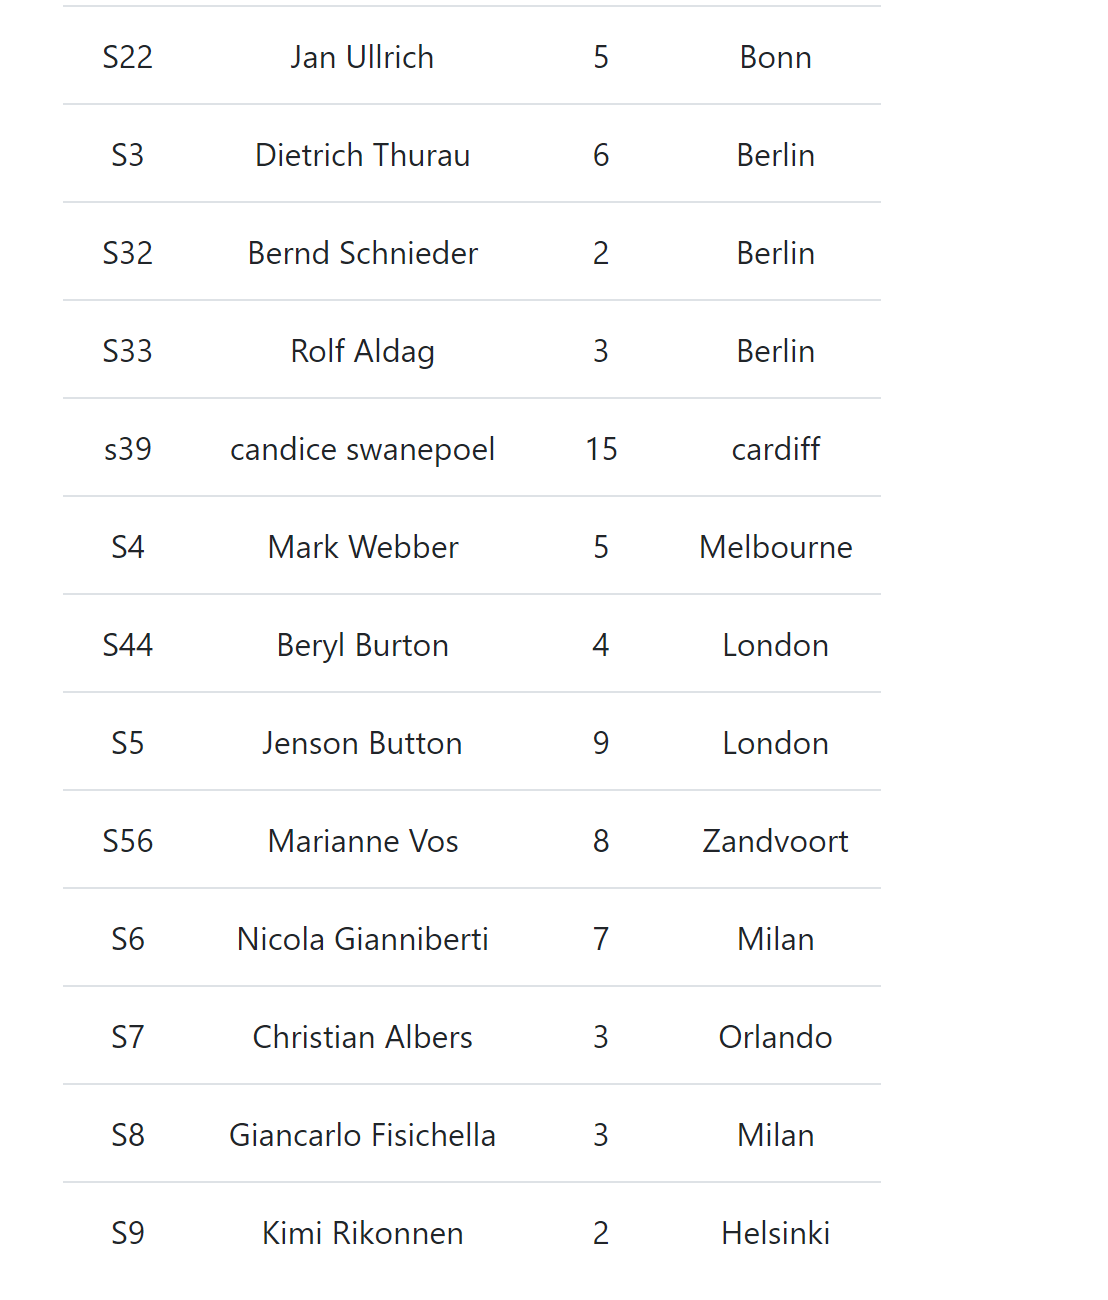 S22 Jan Ullrich 5 Bonn
S3 Dietrich Thurau 6 Berlin
S32 Bernd Schnieder 2 Berlin
S33 Rolf Aldag 3 Berlin
s39 candice swanepoel 15 cardiff
S4 Mark Webber 5 Melbourne
S44 Beryl Burton 4 London
S5 Jenson Button 9 London
S56 Marianne Vos 8 Zandvoort
S6 Nicola Gianniberti 7 Milan
S7 Christian Albers 3 Orlando
S8 Giancarlo Fisichella 3 Milan
S9 Kimi Rikonnen 2 Helsinki